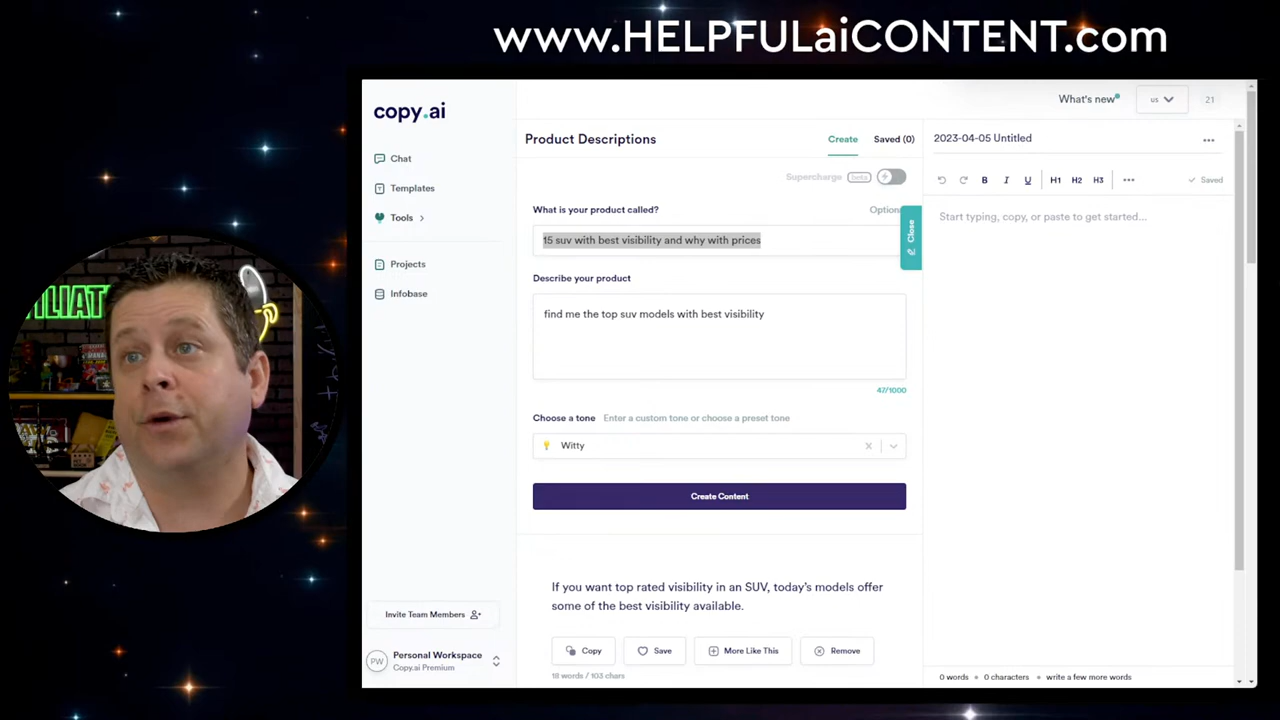 www.HELPFULaiCONTENT.com
copy.ai
What's new
us
21
Product Descriptions
Create
Saved (0)
2023-04-05 Untitled
Chat
Templates
Tools
Projects
Infobase
Supercharge
What is your product called?
Option
15 suv with best visibility and why with prices
Close
Describe your product
find me the top suv models with best visibility
47/1000
Choose a tone
Enter a custom tone or choose a preset tone
Witty
Create Content
B
I
U
H1
H2
H3
Saved
Start typing, copy, or paste to get started...
If you want top rated visibility in an SUV, today's models offer
some of the best visibility available.
Copy
Save
More Like This
Remove
18 words / 103 chars
Invite Team Members
PW
Personal Workspace
Copy.ai Premium
0 words
0 characters
write a few more words
ILIAT